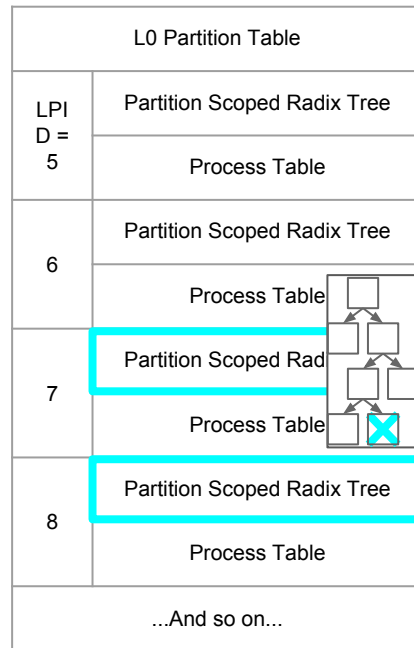 L0 Partition Table
LPI
D =
5
Partition Scoped Radix Tree
Process Table
6
Partition Scoped Radix Tree
Process Table
7
Partition Scoped Rad
Process Table
8
Partition Scoped Radix Tree
Process Table
...And so on...